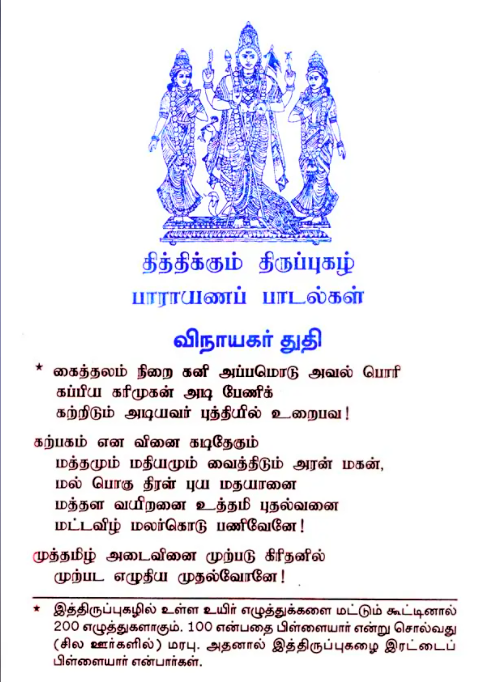 தித்திக்கும் திருப்புகழ்
பாராயணப் பாடல்கள்
விநாயகர் துதி
* கைத்தலம் நிறை கனி அப்பமொடு அவல் பொரி
கப்பிய கரிமுகன் அடி பேணிக்
கற்றிடும் அடியவர் புத்தியில் உறைபவ!
கற்பகம் என வினை கடிதேகும்
மத்தமும் மதியமும் வைத்திடும் அரன் மகன்,
மல் பொகு திரள் புய மதயானை
மத்தள வயிறனை உத்தமி புதல்வனை
மட்டவிழ் மலர்கொடு பணிவேனே!
முத்தமிழ் அடைவினை முற்படு கிரிதனில்
முற்பட எழுதிய முதல்வோனே!
* இத்திருப்புகழில் உள்ள உயிர் எழுத்துக்களை மட்டும் கூட்டினால்
200 எழுத்துகளாகும். 100 என்பதை பிள்ளையார் என்று சொல்வது
(சில ஊர்களில்) மரபு. அதனால் இத்திருப்புகழை இரட்டைப்
பிள்ளையார் என்பார்கள்.